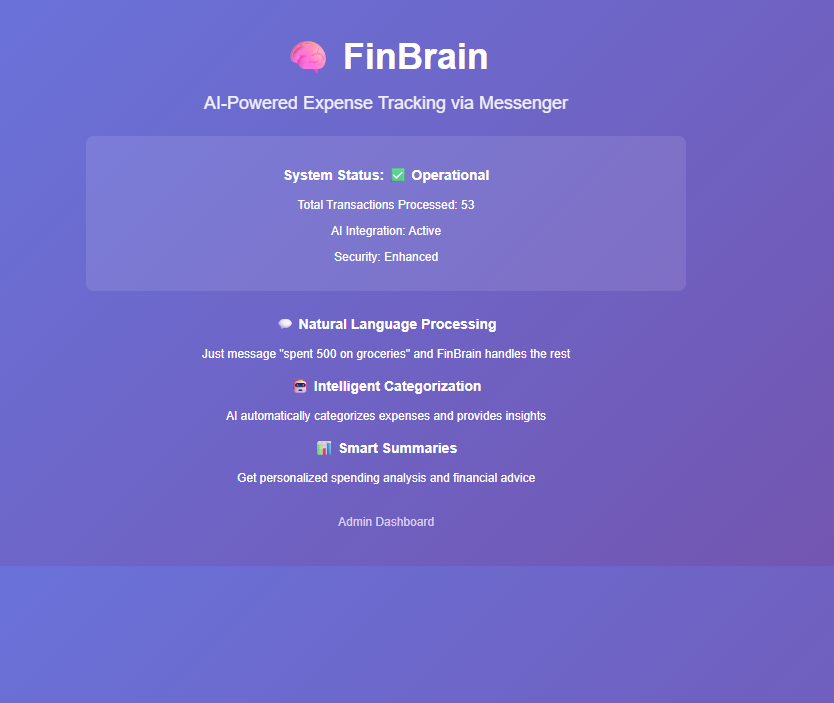 FinBrain
AI-Powered Expense Tracking via Messenger
System Status: ✅ Operational
Total Transactions Processed: 53
AI Integration: Active
Security: Enhanced
Natural Language Processing
Just message "spent 500 on groceries" and FinBrain handles the rest
Intelligent Categorization
AI automatically categorizes expenses and provides insights
Smart Summaries
Get personalized spending analysis and financial advice
Admin Dashboard